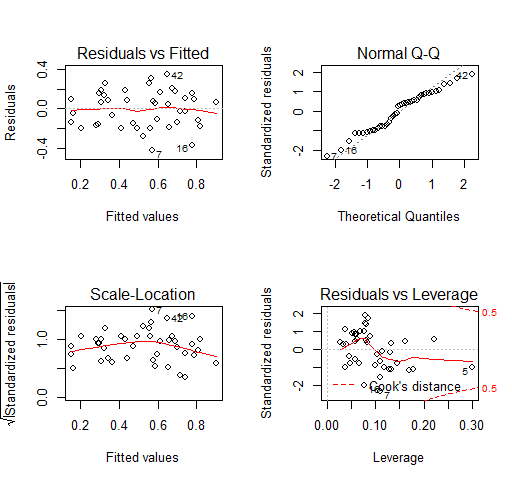 Residuals vs Fitted
Residuals
-0.4 0.0 0.4
42
16
7
0.2 0.4 0.6 0.8
Fitted values
Normal Q-Q
Standardized residuals
-2 0 1 2
42
16
7
-2 -1 0 1 2
Theoretical Quantiles
Scale-Location
√|Standardized residuals|
0.0 1.0
7
42
16
0.2 0.4 0.6 0.8
Fitted values
Residuals vs Leverage
Standardized residuals
-2 0 1 2
0.5
0.5
5
Cook's distance
16
7
0.00 0.10 0.20 0.30
Leverage